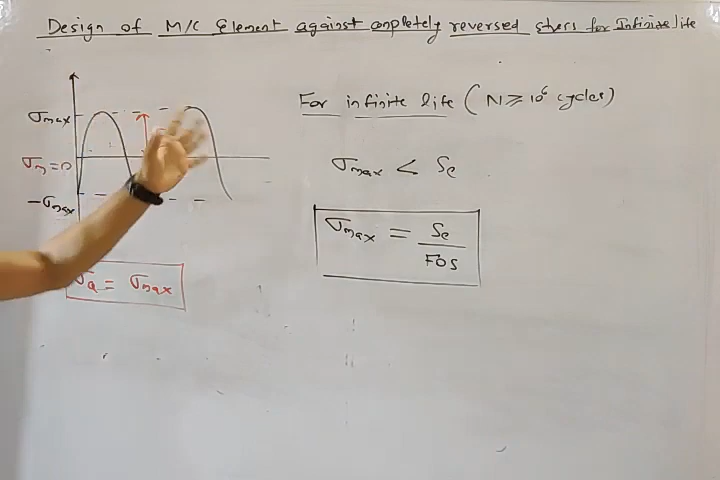 Design of M/C Element against completely reversed stress for Infinite life
σmax
σm=0
-σmax
σa = σmax
For infinite life (N ≥ 10⁶ cycles)
σmax < Se
σmax = Se
FOS